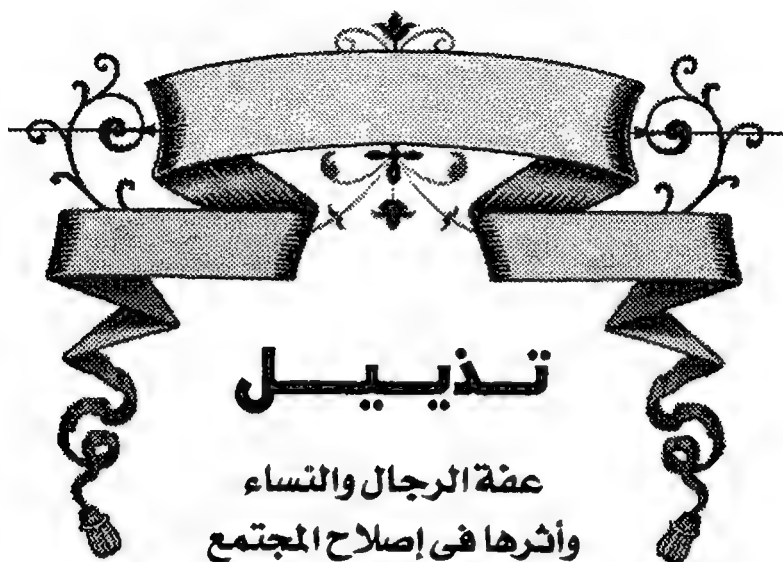 تذييل
عفة الرجال والنساء
وأثرها فى إصلاح المجتمع